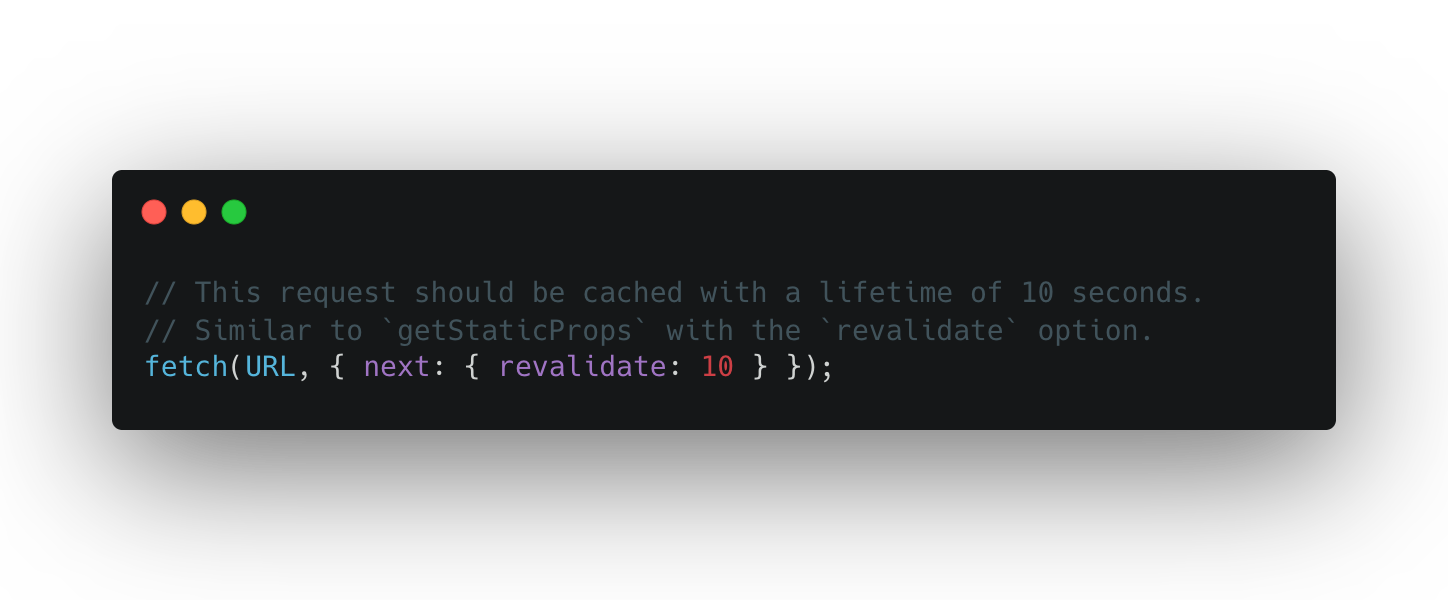 // This request should be cached with a lifetime of 10 seconds.
// Similar to `getStaticProps` with the `revalidate` option.
fetch(URL, { next: { revalidate: 10 } });